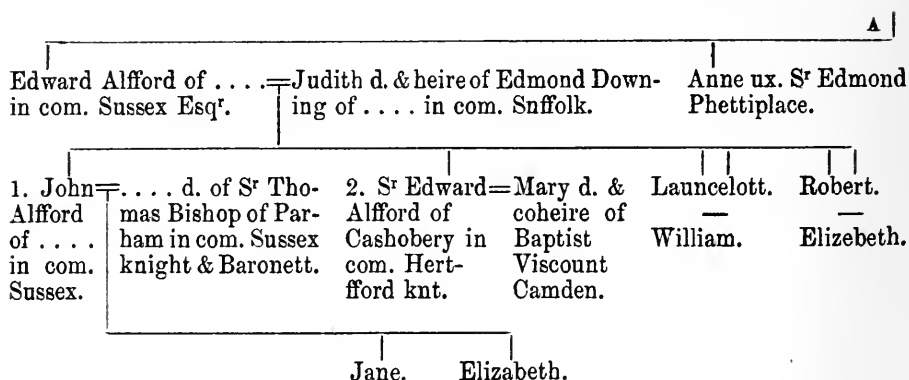 A
Edward Alfford of . . . . = Judith d. & heire of Edmond Down-
in com. Sussex Esqr.
ing of . . . . in com. Snffolk.
Anne ux. Sr Edmond
Phettiplace.
1. John =
Alfford
of . . . .
in com.
Sussex.
. . . . d. of Sr Tho-
mas Bishop of Par-
ham in com. Sussex
knight & Baronett.
2. Sr Edward =
Alfford of
Cashobery in
com. Hert-
fford knt.
Mary d. &
coheire of
Baptist
Viscount
Camden.
Launcelott.
—
William.
Robert.
—
Elizebeth.
Jane.
Elizabeth.